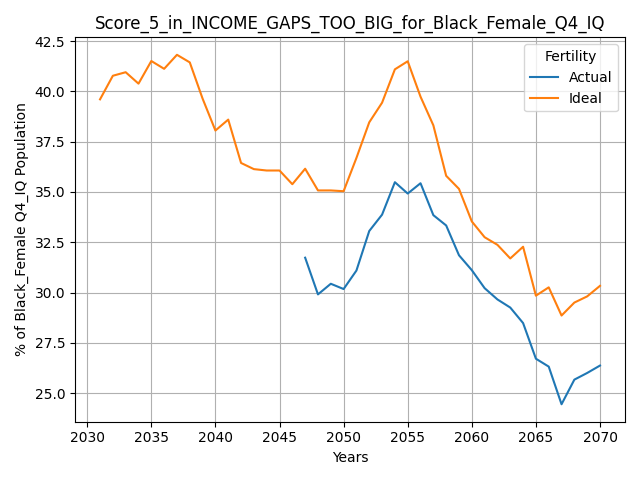 Score_5_in_INCOME_GAPS_TOO_BIG_for_Black_Female_Q4_IQ
% of Black_Female Q4_IQ Population
42.5
40.0
37.5
35.0
32.5
30.0
27.5
25.0
Fertility
Actual
Ideal
2030 2035 2040 2045 2050 2055 2060 2065 2070
Years